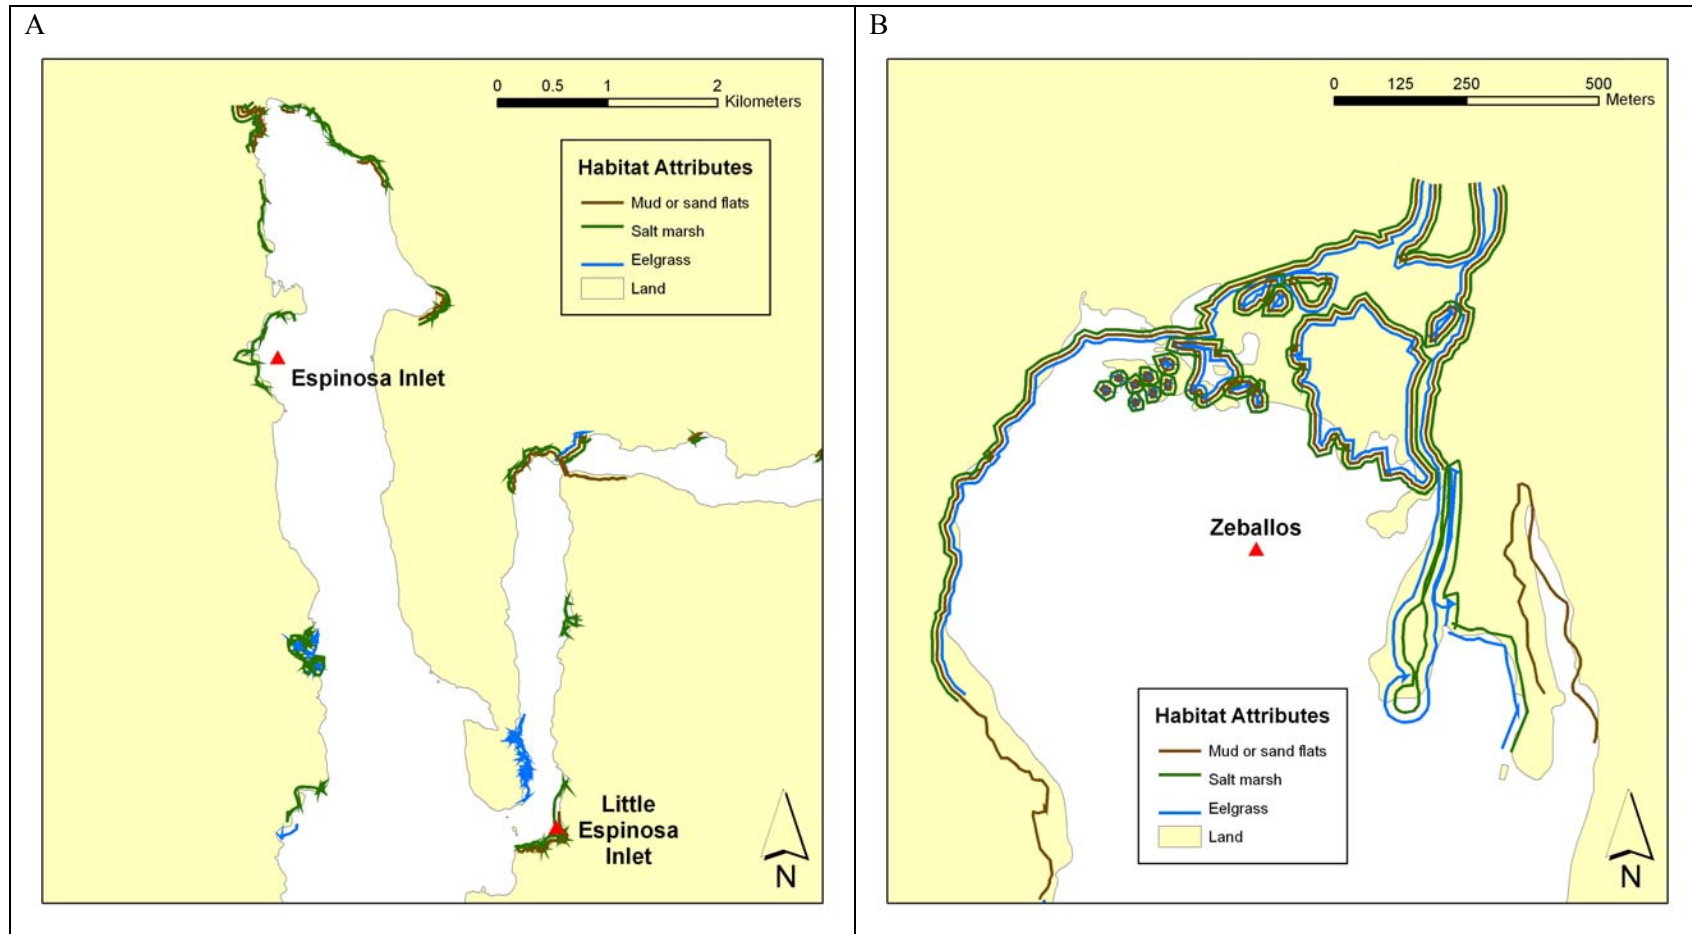 A
0 0.5 1 2
Kilometers
Habitat Attributes
Mud or sand flats
Salt marsh
Eelgrass
Land
Espinosa Inlet
Little
Espinosa
Inlet
N
B
0 125 250 500
Meters
Zeballos
Habitat Attributes
Mud or sand flats
Salt marsh
Eelgrass
Land
N